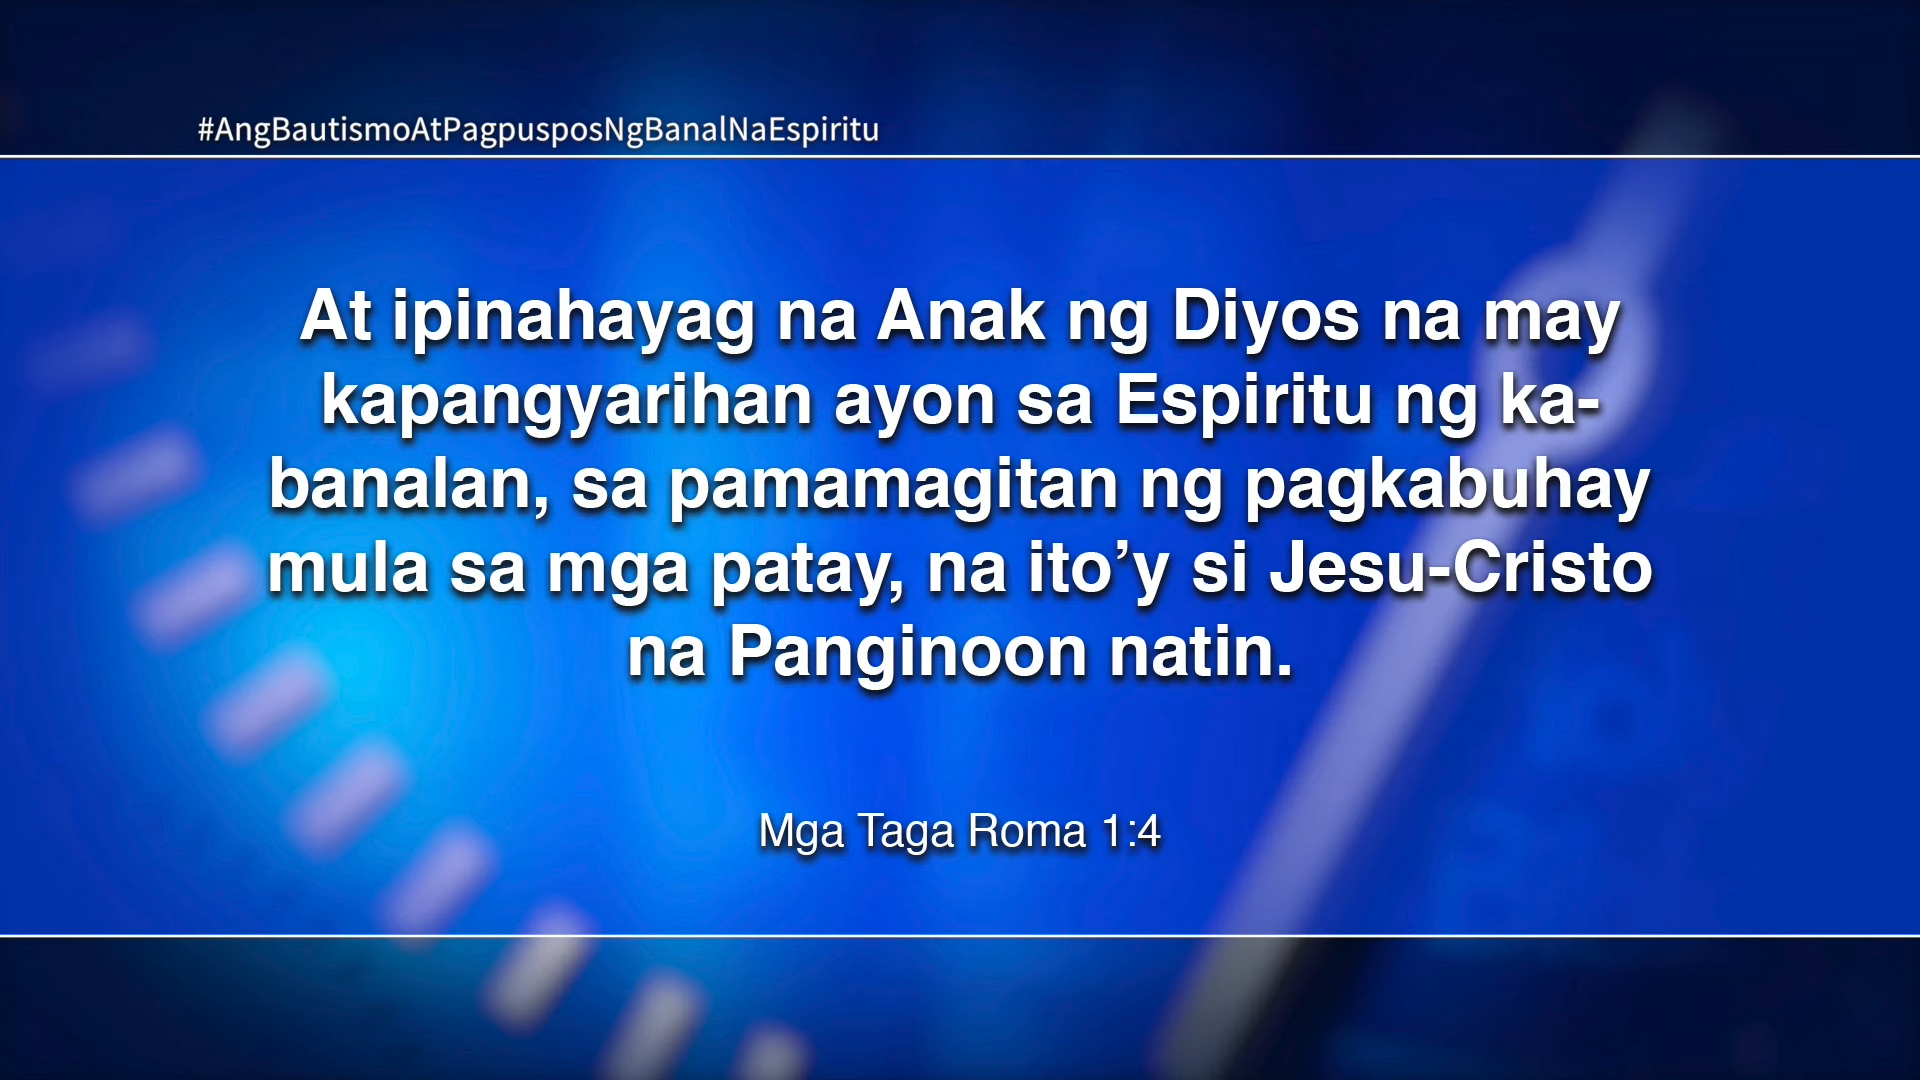 #AngBautismoAtPagpusposNgBanalNaEspiritu
At ipinahayag na Anak ng Diyos na may
kapangyarihan ayon sa Espiritu ng ka-
banalan, sa pamamagitan ng pagkabuhay
mula sa mga patay, na ito’y si Jesu-Cristo
na Panginoon natin.
Mga Taga Roma 1:4